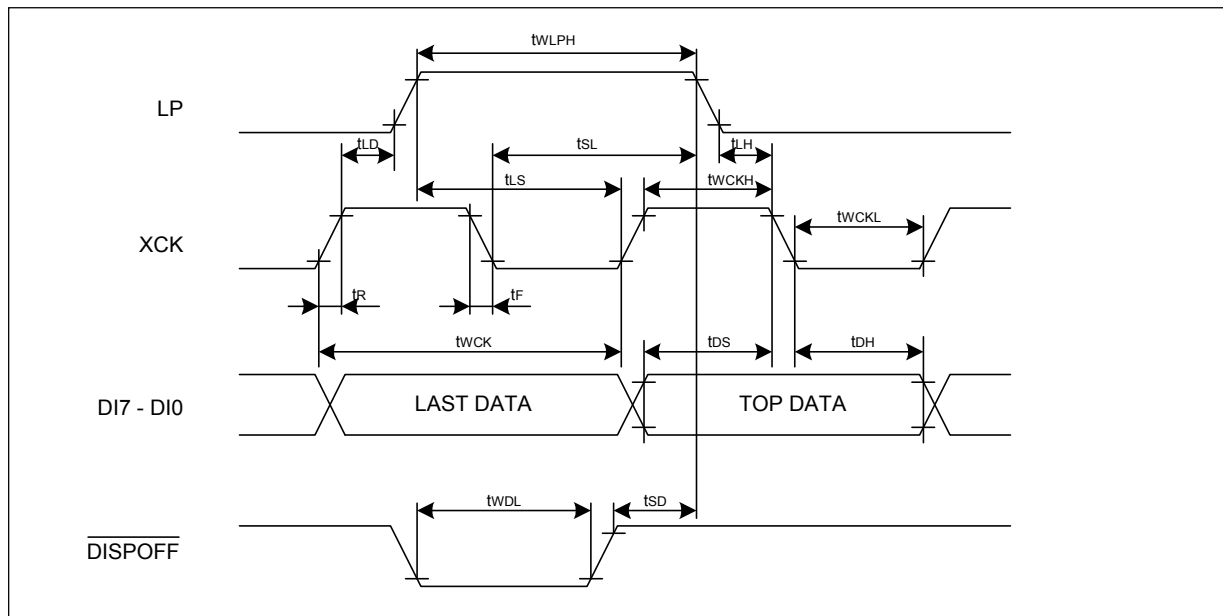 tWLPH
LP
tLD
tSL
tLH
tLS
tWCKH
XCK
tWCKL
tR
tF
tWCK
tDS
tDH
DI7 - DI0
LAST DATA
TOP DATA
tWDL
tSD
DISPOFF